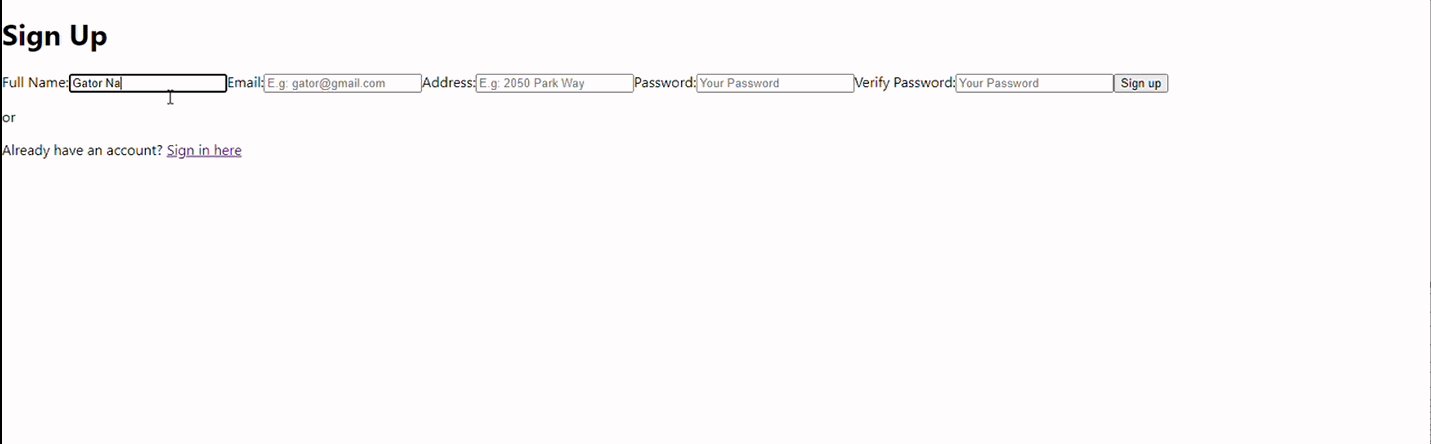 Sign Up
Full Name: Gator Na Email: E.g: gator@gmail.com Address: E.g: 2050 Park Way Password: Your Password Verify Password: Your Password Sign up
or
Already have an account? Sign in here